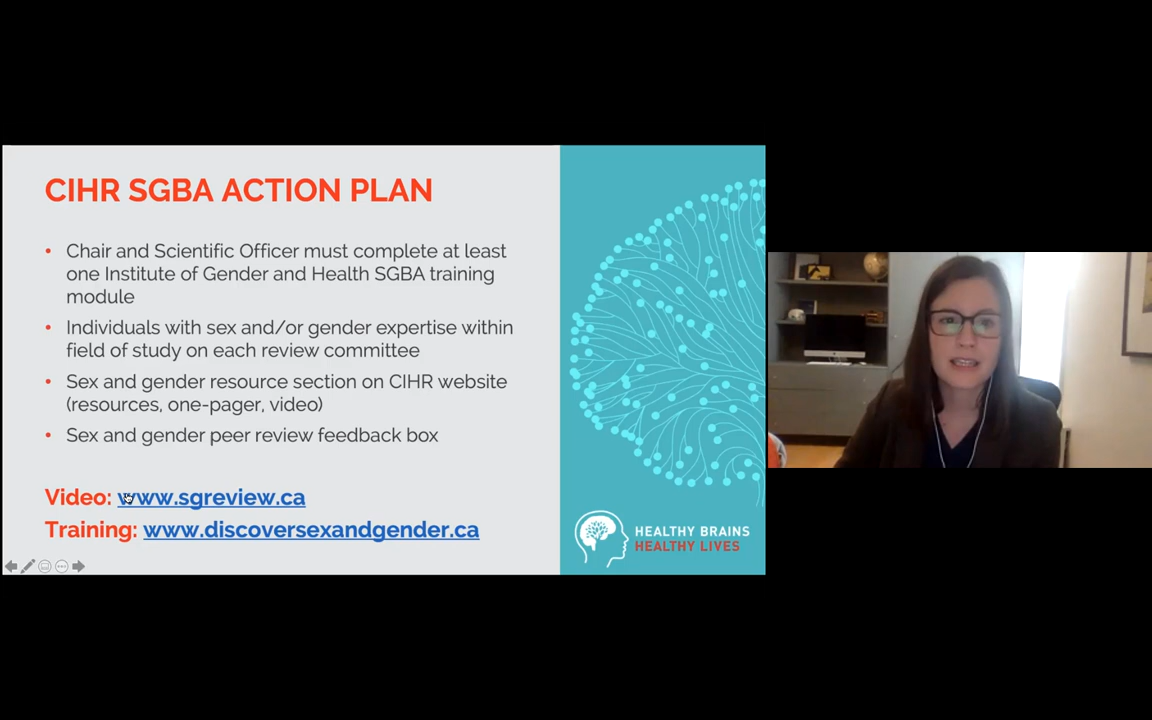 CIHR SGBA ACTION PLAN
• Chair and Scientific Officer must complete at least
one Institute of Gender and Health SGBA training
module
• Individuals with sex and/or gender expertise within
field of study on each review committee
• Sex and gender resource section on CIHR website
(resources, one-pager, video)
• Sex and gender peer review feedback box
Video: www.sgreview.ca
Training: www.discoversexandgender.ca
HEALTHY BRAINS
HEALTHY LIVES